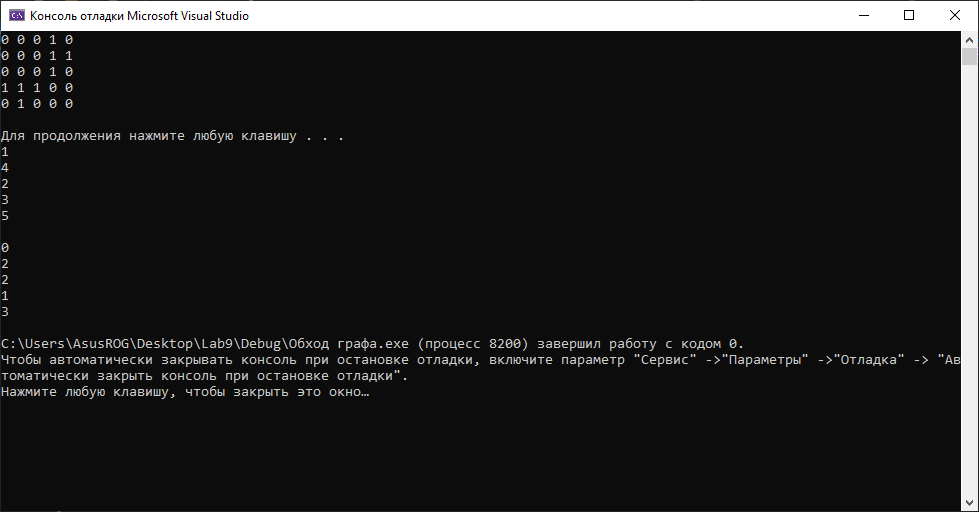 Консоль отладки Microsoft Visual Studio
0 0 0 1 0
0 0 0 1 1
0 0 0 1 0
1 1 1 0 0
0 1 0 0 0
Для продолжения нажмите любую клавишу . . .
1
4
2
3
5
0
2
2
1
3
C:\Users\AsusROG\Desktop\Lab9\Debug\Обход графа.exe (процесс 8200) завершил работу с кодом 0.
Чтобы автоматически закрывать консоль при остановке отладки, включите параметр "Сервис" ->"Параметры" ->"Отладка" -> "Ав
томатически закрыть консоль при остановке отладки".
Нажмите любую клавишу, чтобы закрыть это окно…